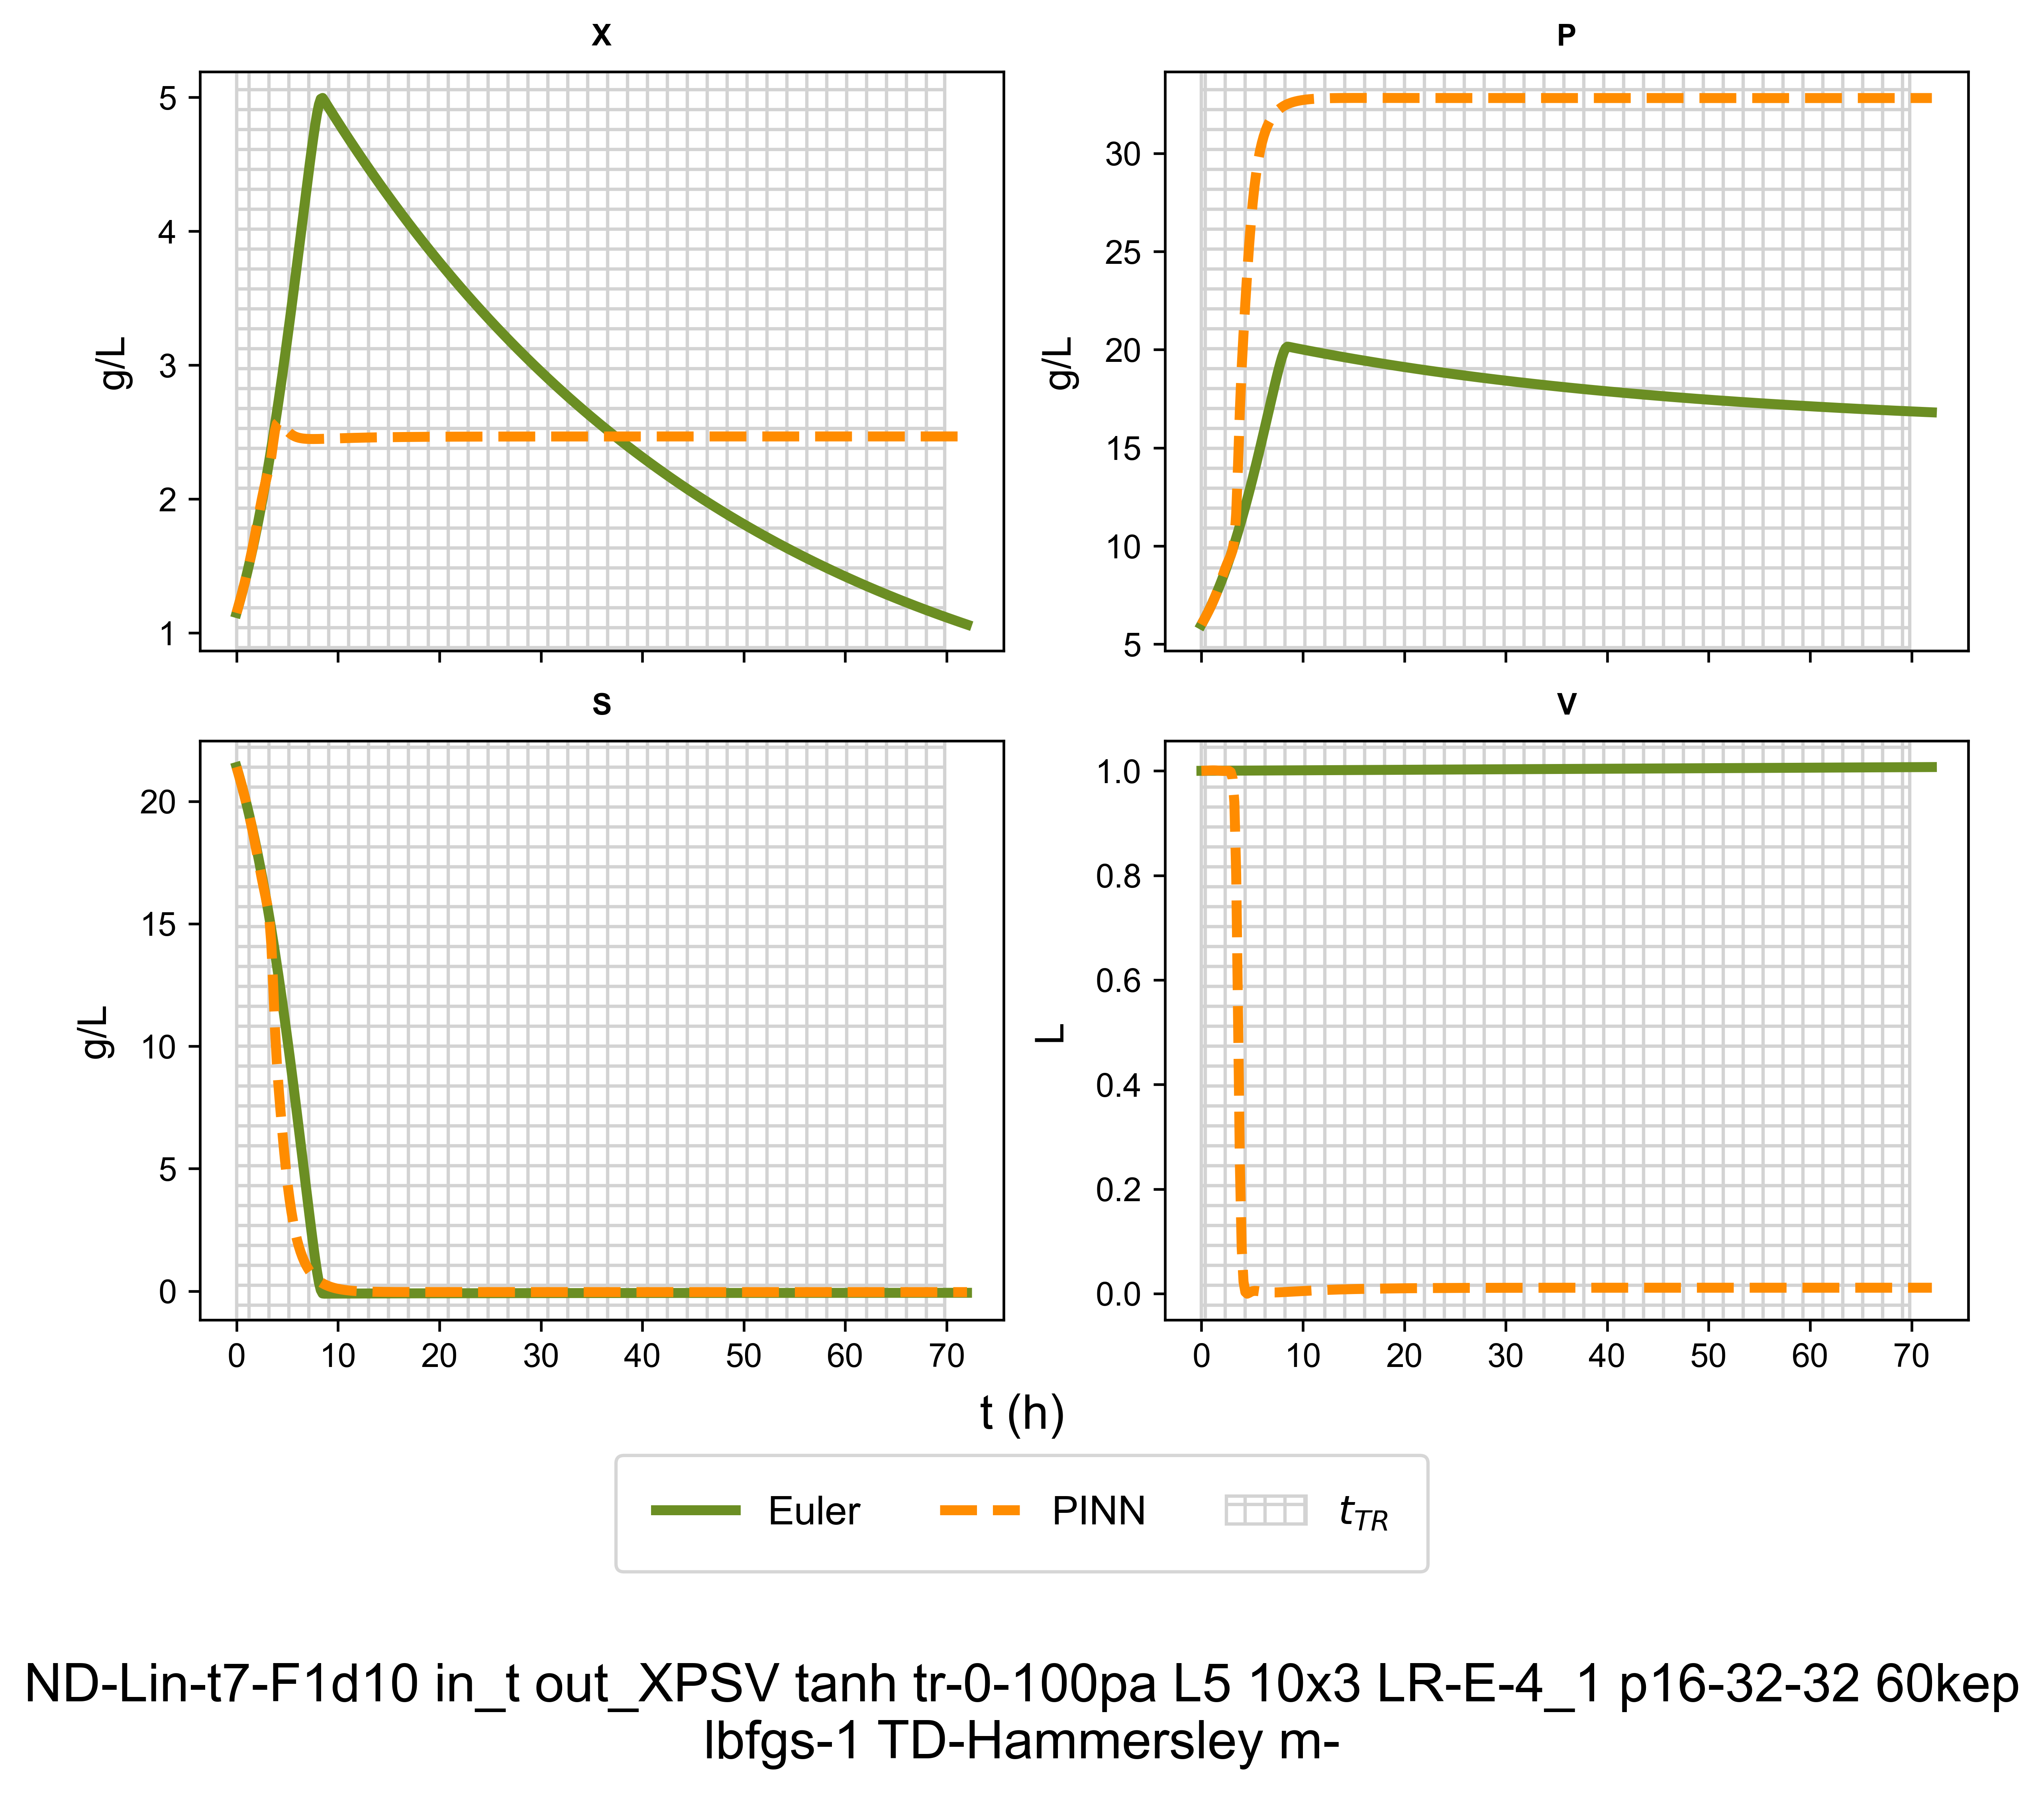 X
P
5
4
3
2
1
g/L
30
25
20
15
10
5
g/L
S
V
20
15
10
5
0
g/L
1.0
0.8
0.6
0.4
0.2
0.0
L
0 10 20 30 40 50 60 70
0 10 20 30 40 50 60 70
t (h)
Euler PINN t_{TR}
ND-Lin-t7-F1d10 in_t out_XPSV tanh tr-0-100pa L5 10x3 LR-E-4_1 p16-32-32 60kep
lbfgs-1 TD-Hammersley m-